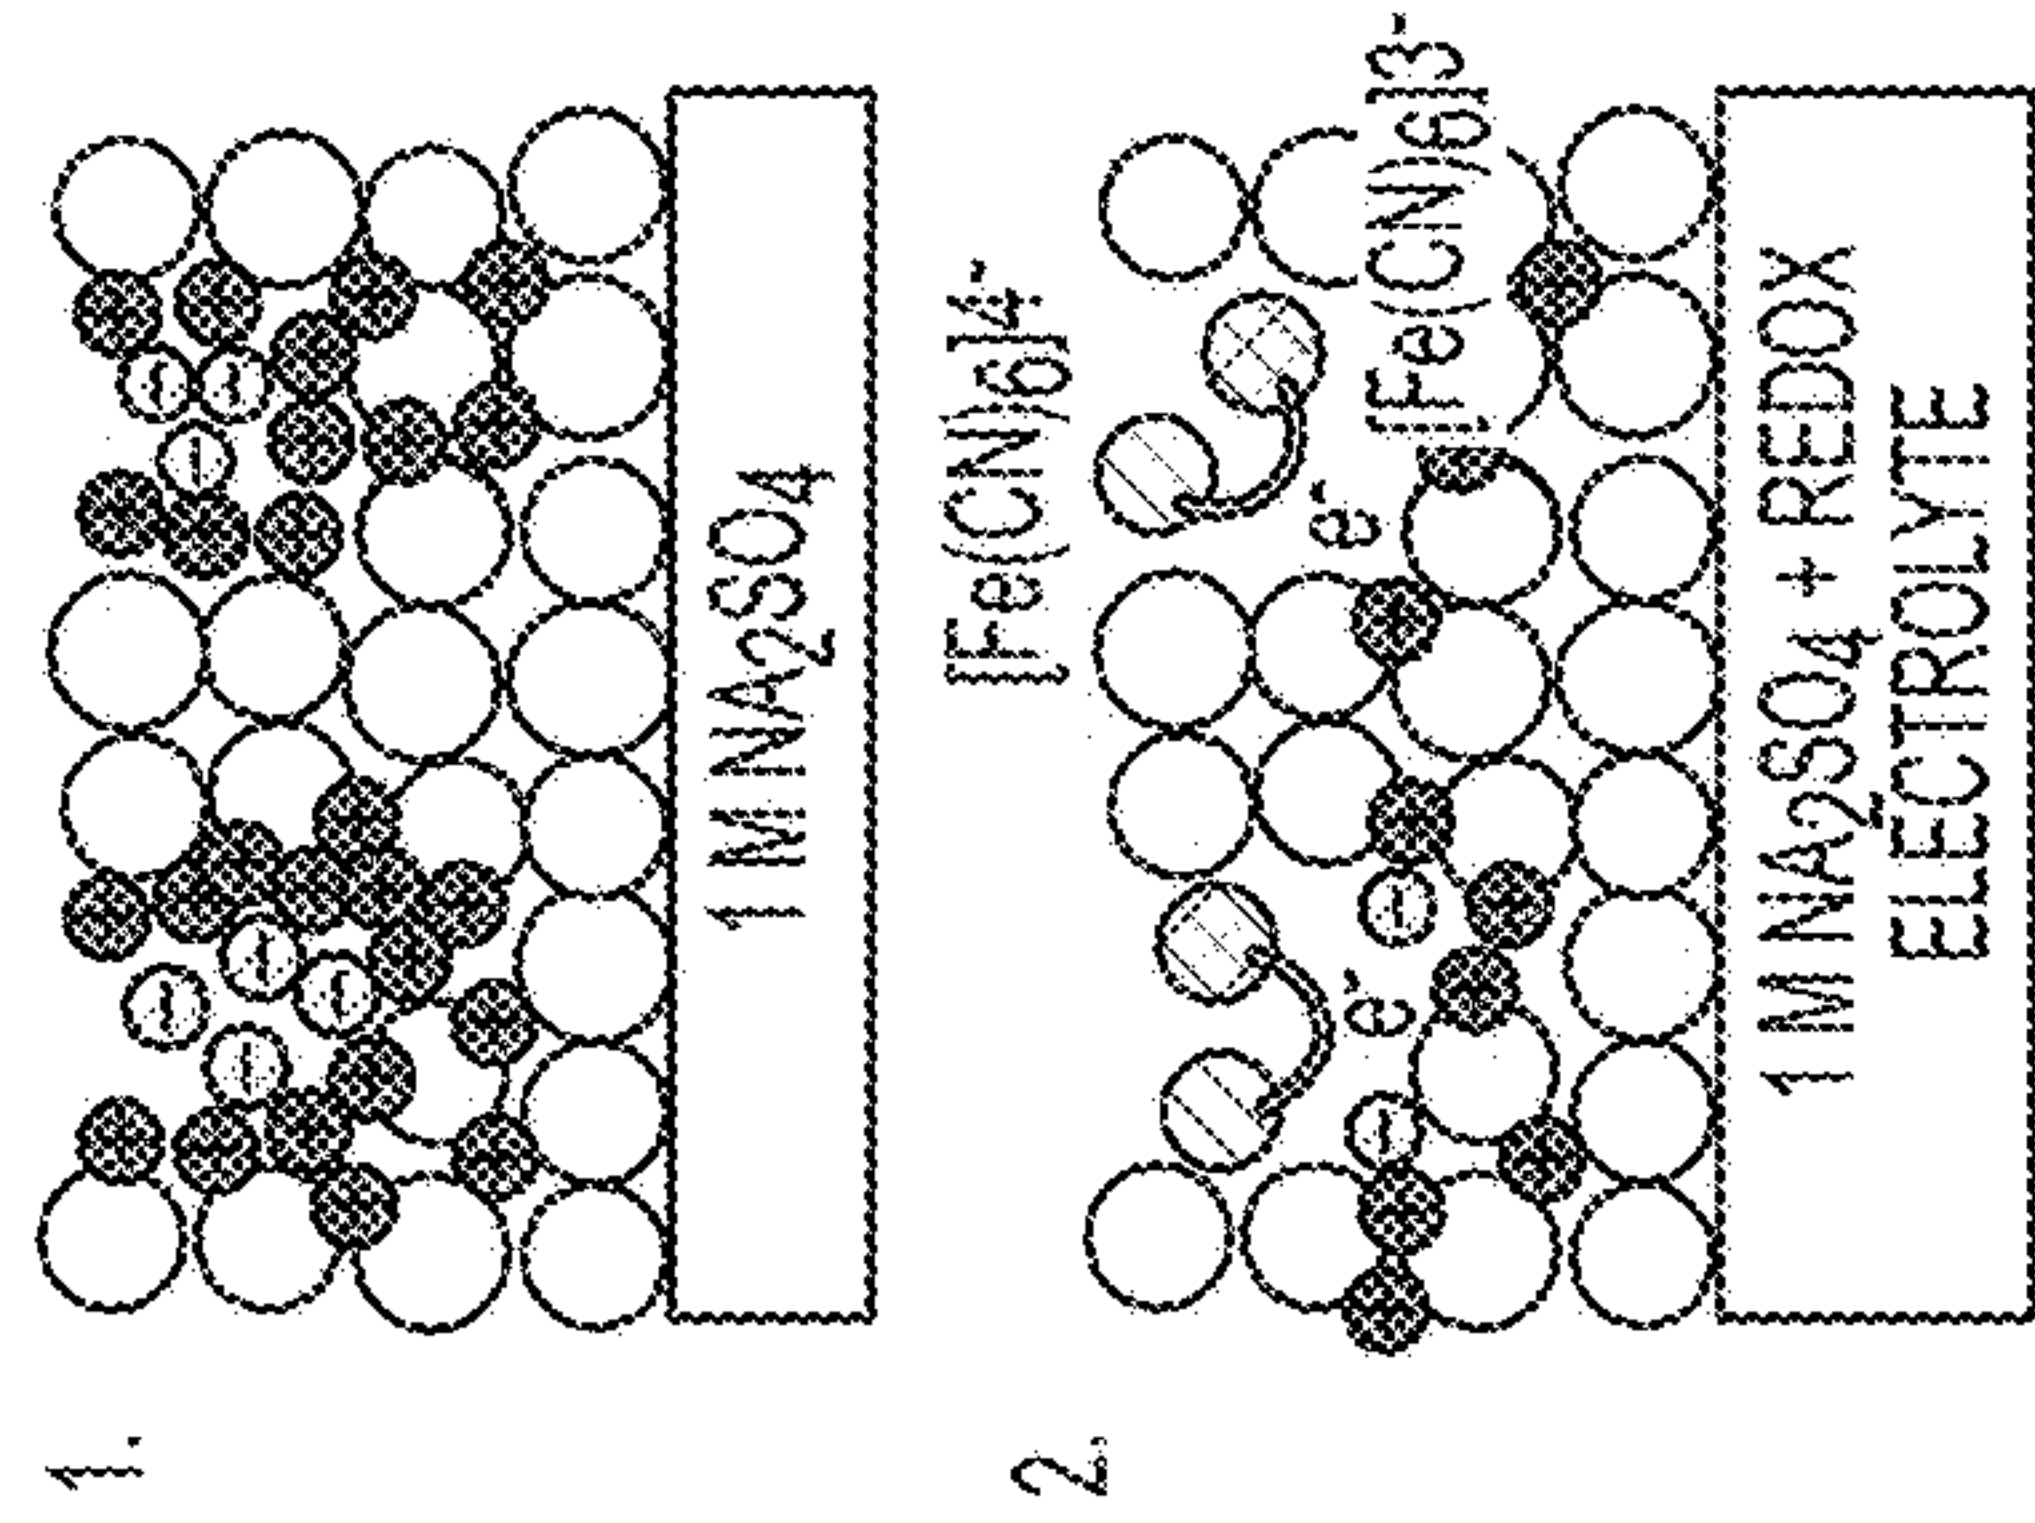 1.
1 M NA2SO4
2.
[Fe(CN)6]4-
e-
e-
[Fe(CN)6]3-
1 M NA2SO4 + REDOX
ELECTROLYTE